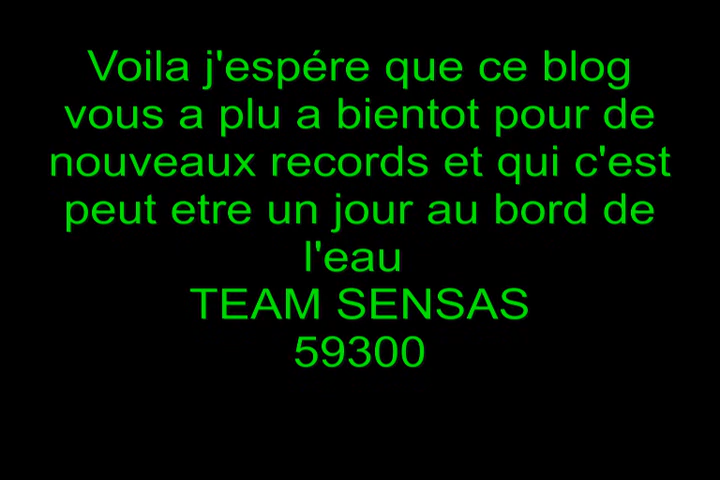 Voila j'espére que ce blog
vous a plu a bientot pour de
nouveaux records et qui c'est
peut etre un jour au bord de
l'eau
TEAM SENSAS
59300